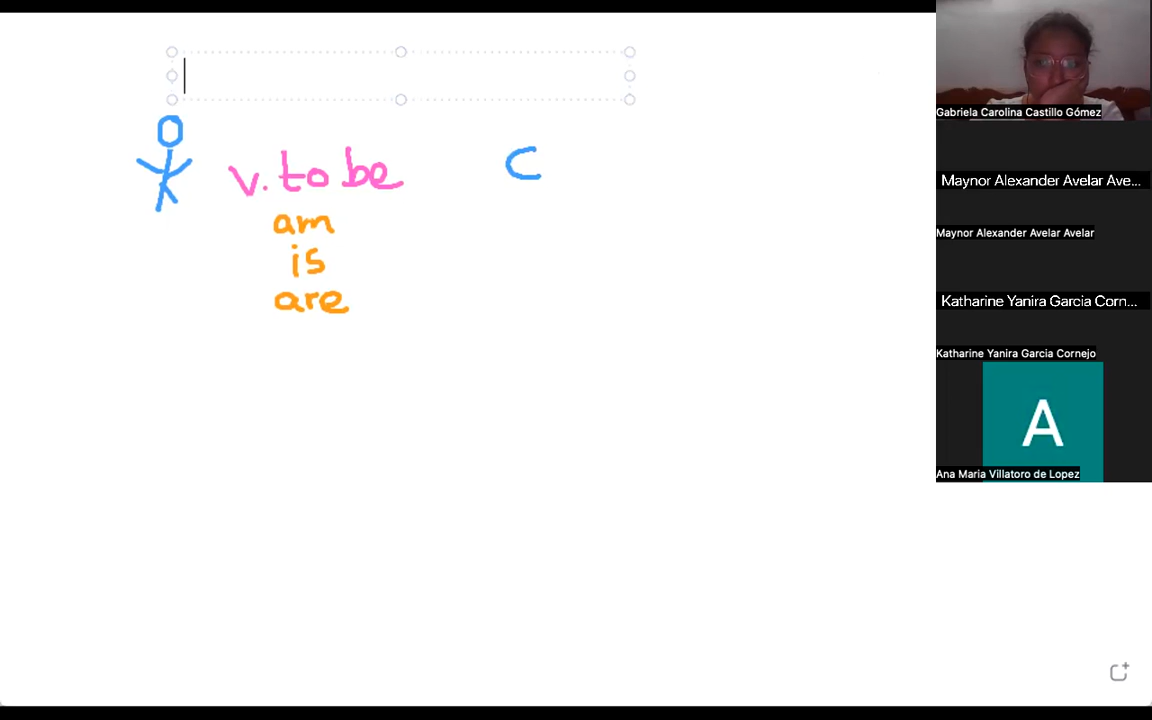 v. to be
C
am
is
are
Gabriela Carolina Castillo Gómez
Maynor Alexander Avelar Ave...
Maynor Alexander Avelar Avelar
Katharine Yanira Garcia Corn...
Katharine Yanira Garcia Cornejo
A
Ana Maria Villatoro de Lopez